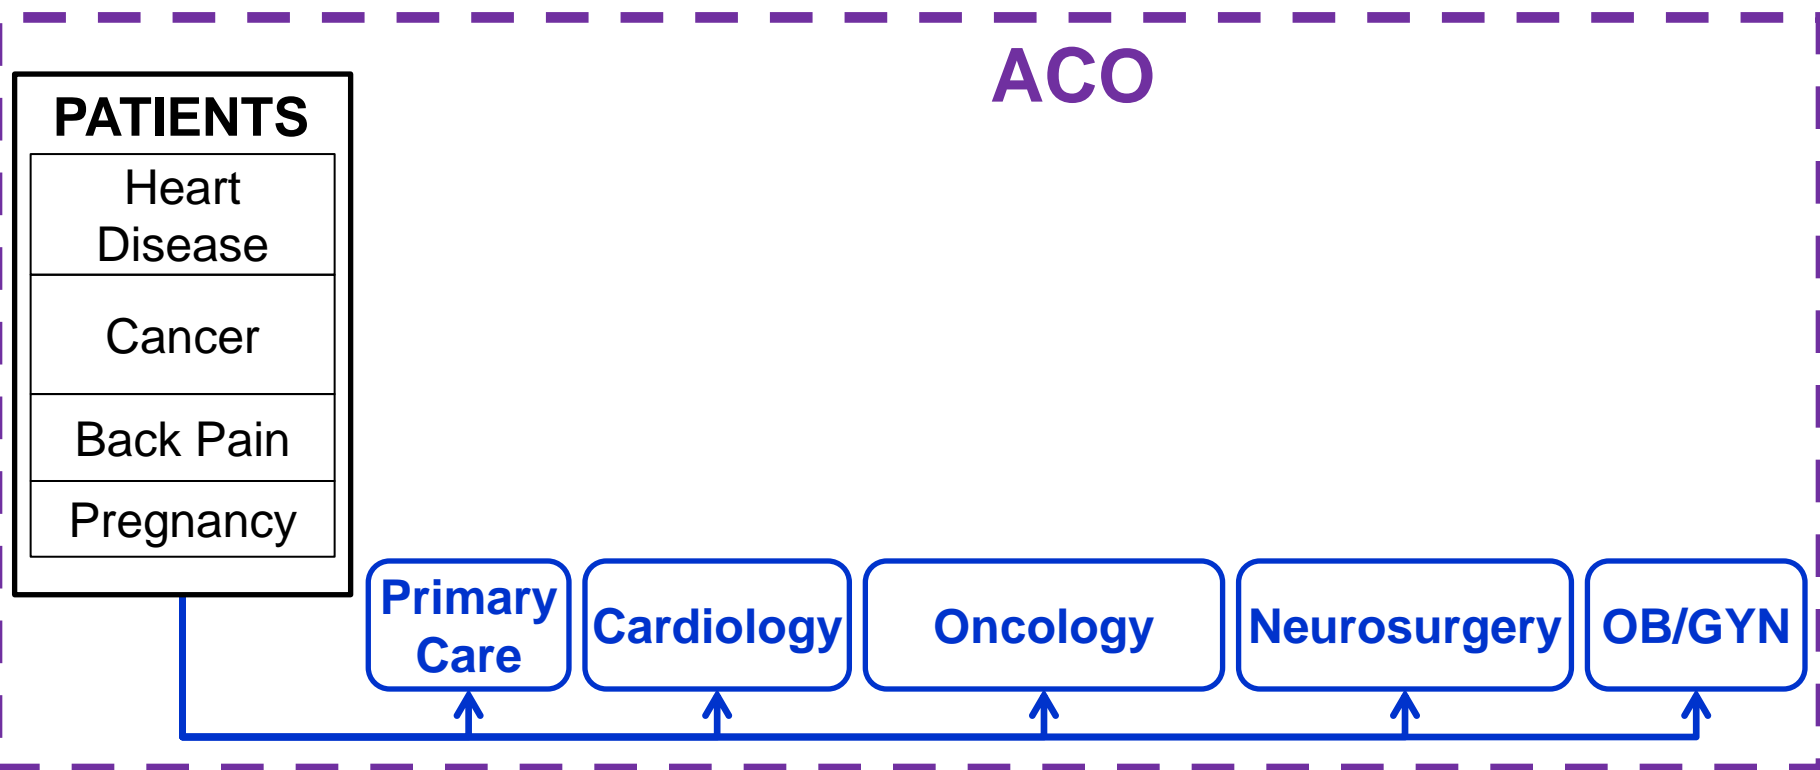 ACO
PATIENTS
Heart
Disease
Cancer
Back Pain
Pregnancy
Primary
Care
Cardiology
Oncology
Neurosurgery
OB/GYN